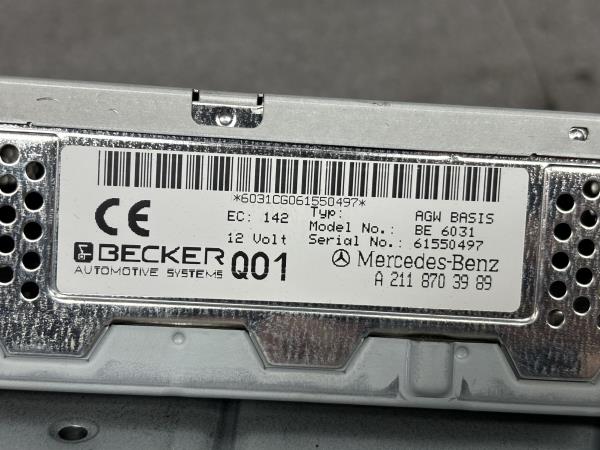 *6031CG061550497*
CE
EC: 142
12 Volt
Typ: AGW BASIS
Model No.: BE 6031
Serial No.: 61550497
BECKER
AUTOMOTIVE SYSTEMS
Q01
Mercedes-Benz
A 211 870 39 89